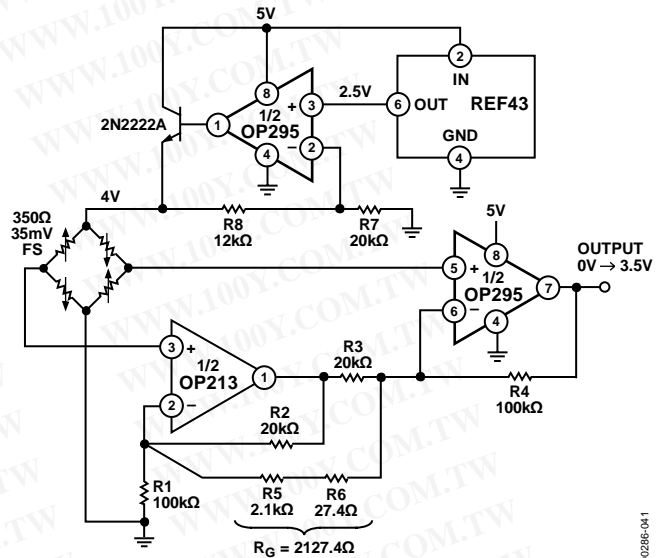 5V
2
IN
8
3
2.5V
6
OUT
REF43
+
1/2
OP295
2N2222A
1
GND
−
2
4
4
4V
R8
12kΩ
R7
20kΩ
350Ω
35mV
FS
5V
8
OUTPUT
0V → 3.5V
5
+
1/2
OP295
7
6
−
4
3
+
1/2
OP213
1
R3
20kΩ
2
−
R4
100kΩ
R2
20kΩ
R1
100kΩ
R5
2.1kΩ
R6
27.4Ω
RG = 2127.4Ω
0286-041
WWW.100Y.COM.TW